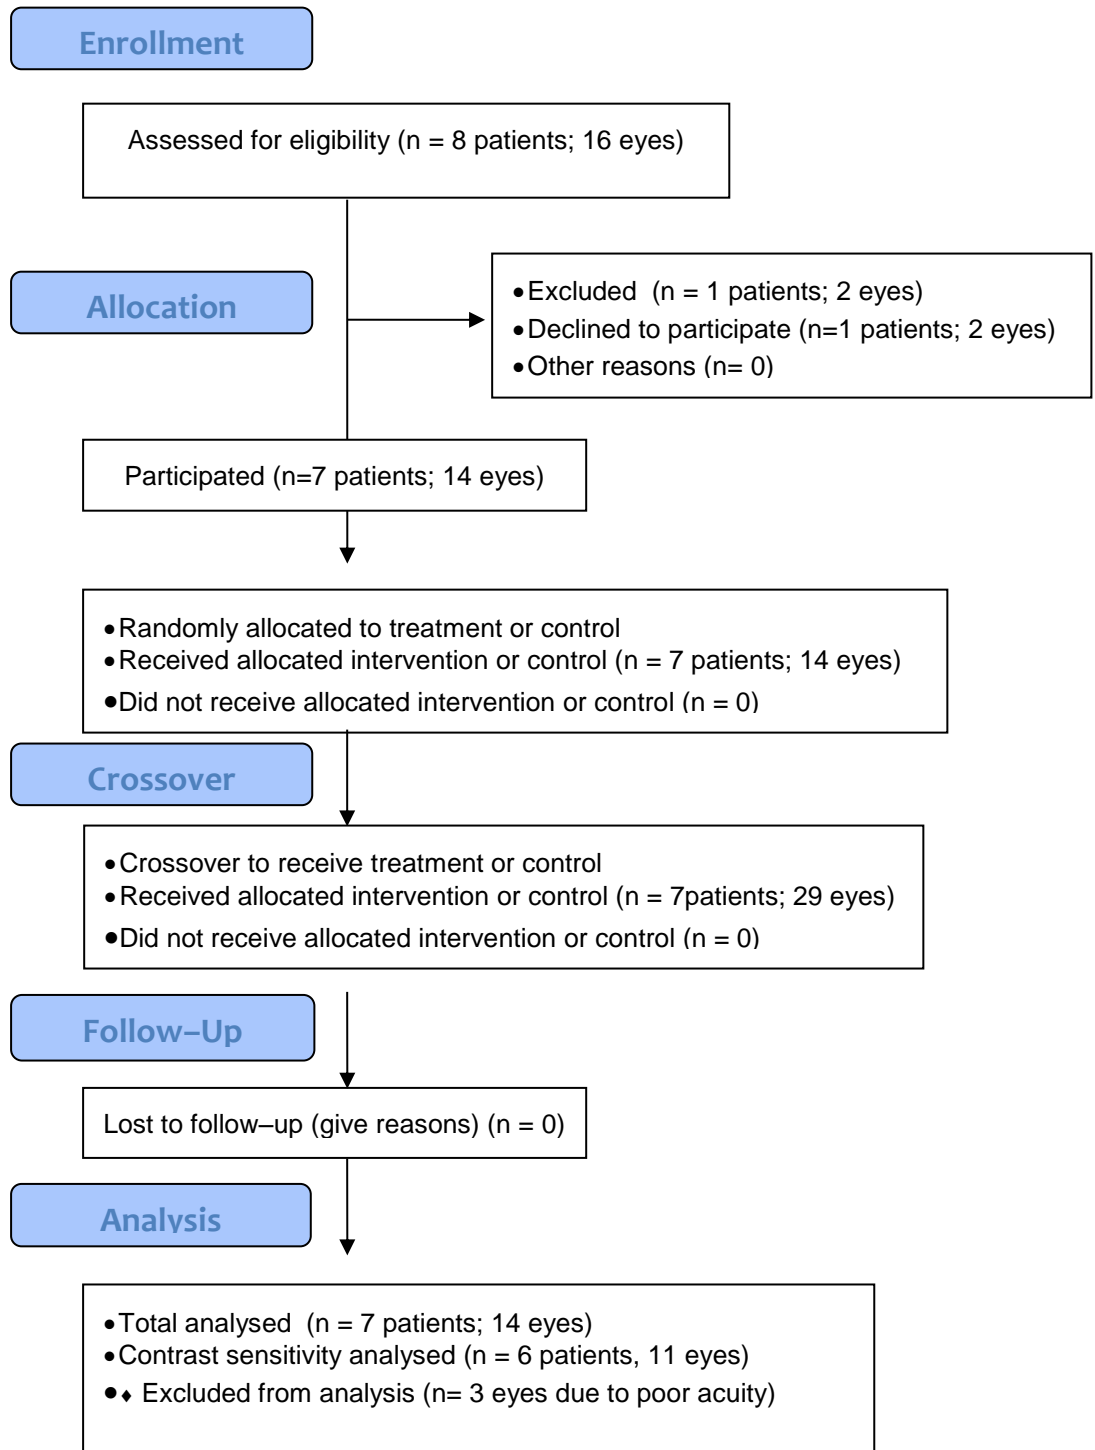 Enrollment
Assessed for eligibility (n = 8 patients; 16 eyes)
Allocation
•Excluded  (n = 1 patients; 2 eyes)
•Declined to participate (n=1 patients; 2 eyes)
•Other reasons (n= 0)
Participated (n=7 patients; 14 eyes)
•Randomly allocated to treatment or control
•Received allocated intervention or control (n = 7 patients; 14 eyes)
•Did not receive allocated intervention or control (n = 0)
Crossover
•Crossover to receive treatment or control
•Received allocated intervention or control (n = 7patients; 29 eyes)
•Did not receive allocated intervention or control (n = 0)
Follow–Up
Lost to follow–up (give reasons) (n = 0)
Analysis
•Total analysed  (n = 7 patients; 14 eyes)
•Contrast sensitivity analysed (n = 6 patients, 11 eyes)
•♦ Excluded from analysis (n= 3 eyes due to poor acuity)